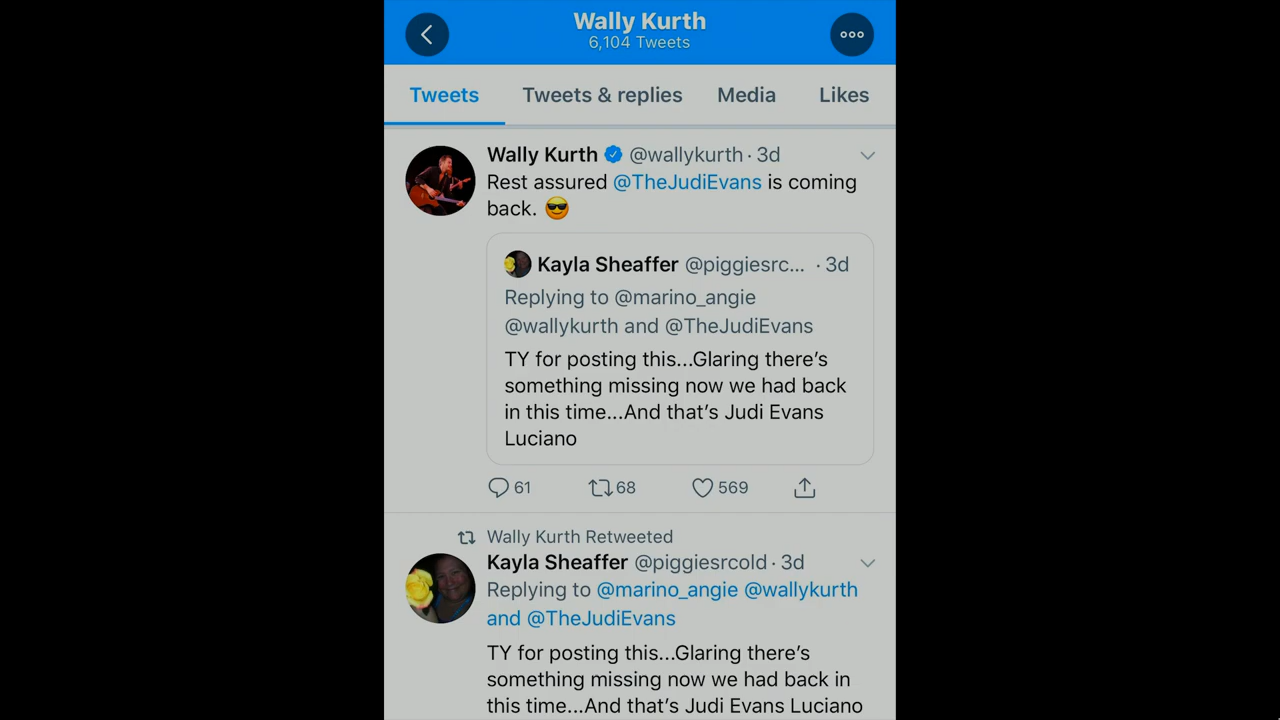 Wally Kurth
6,104 Tweets
Tweets
Tweets & replies
Media
Likes
Wally Kurth @wallykurth · 3d
Rest assured @TheJudiEvans is coming
back. 😎
Kayla Sheaffer @piggiesrc... · 3d
Replying to @marino_angie
@wallykurth and @TheJudiEvans
TY for posting this...Glaring there's
something missing now we had back
in this time...And that's Judi Evans
Luciano
61
68
569
Wally Kurth Retweeted
Kayla Sheaffer @piggiesrcold · 3d
Replying to @marino_angie @wallykurth
and @TheJudiEvans
TY for posting this...Glaring there's
something missing now we had back in
this time...And that's Judi Evans Luciano